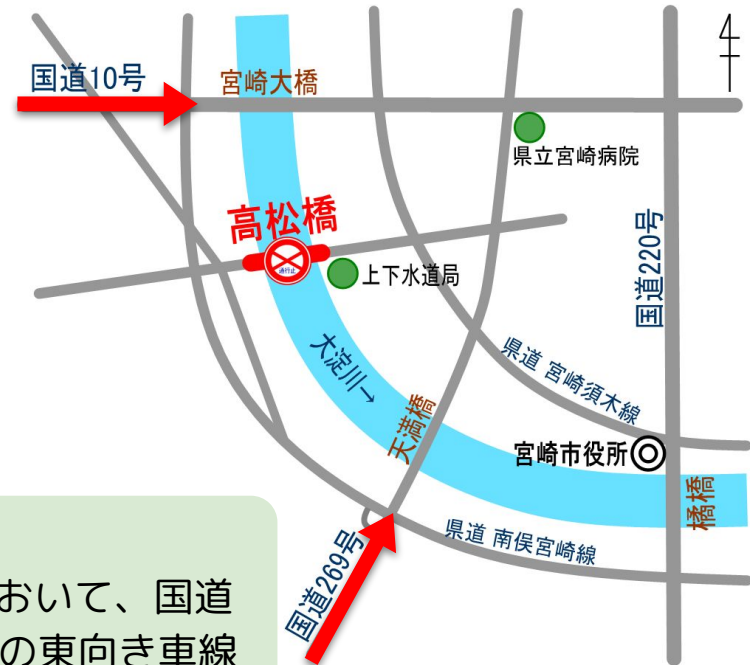 国道10号
宮崎大橋
県立宮崎病院
高松橋
通行止
上下水道局
国道220号
大淀川→
県道 宮崎須木線
天満橋
宮崎市役所
橘橋
県道 南俣宮崎線
国道269号
おいて、国道
の東向き車線